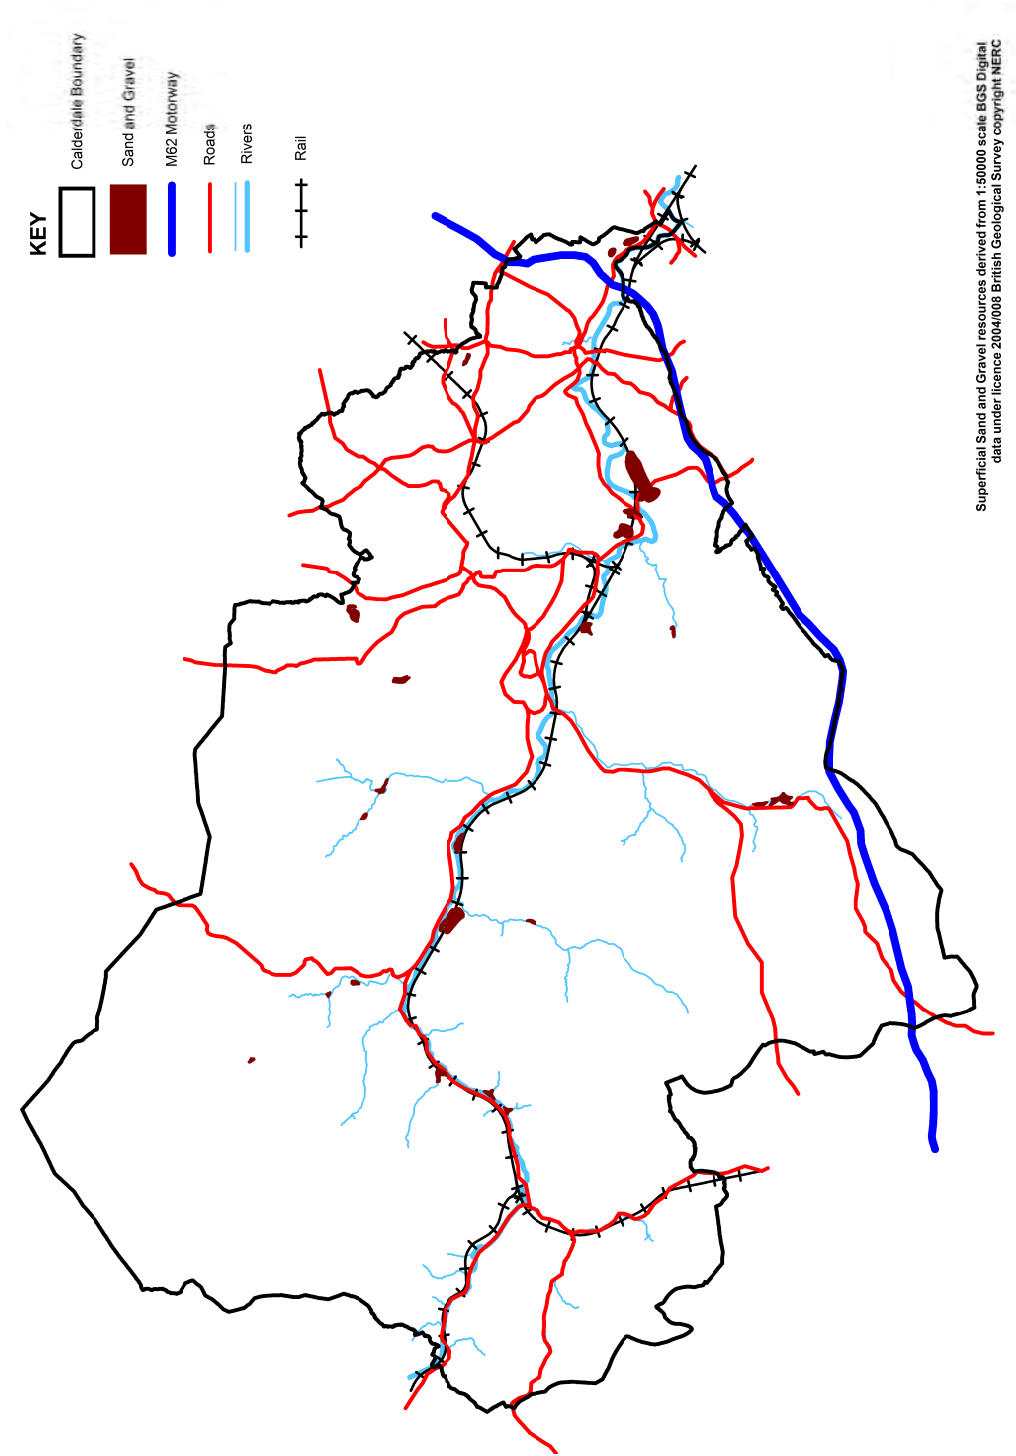 KEY
Calderdale Boundary
Sand and Gravel
M62 Motorway
Roads
Rivers
Rail
Superficial Sand and Gravel resources derived from 1:50000 scale BGS Digital
data under licence 2004/008 British Geological Survey copyright NERC